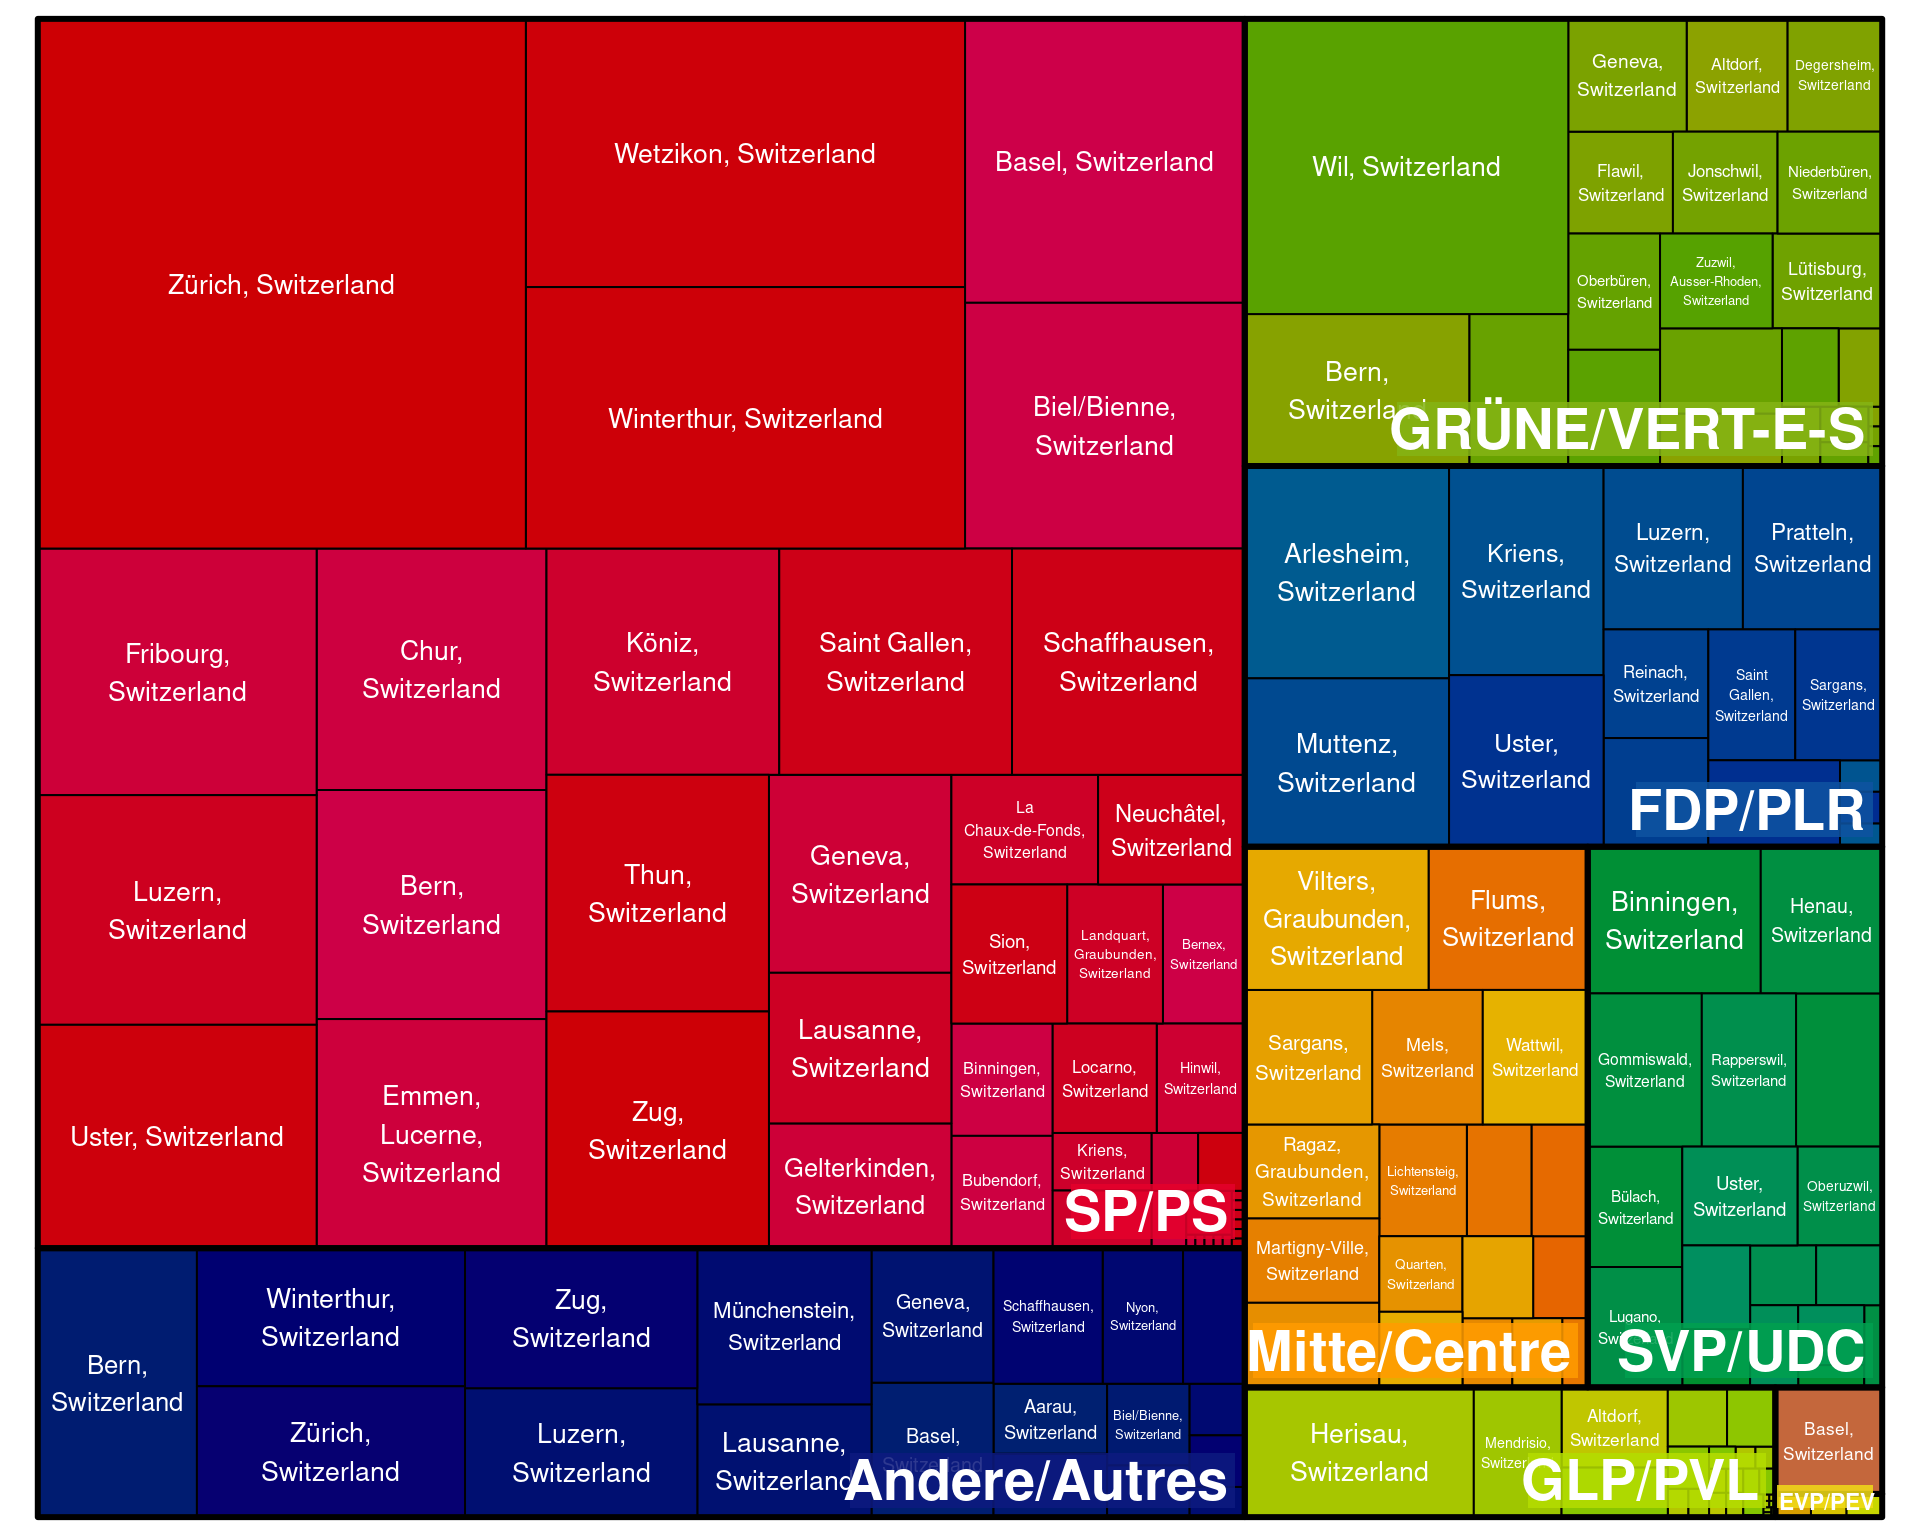 Zürich, Switzerland
Wetzikon, Switzerland
Winterthur, Switzerland
Basel, Switzerland
Biel/Bienne,
Switzerland
Fribourg,
Switzerland
Luzern,
Switzerland
Uster, Switzerland
Chur,
Switzerland
Bern,
Switzerland
Emmen,
Lucerne,
Switzerland
Köniz,
Switzerland
Saint Gallen,
Switzerland
Schaffhausen,
Switzerland
Thun,
Switzerland
Zug,
Switzerland
Geneva,
Switzerland
Lausanne,
Switzerland
Gelterkinden,
Switzerland
La
Chaux-de-Fonds,
Switzerland
Neuchâtel,
Switzerland
Sion,
Switzerland
Landquart,
Graubunden,
Switzerland
Bernex,
Switzerland
Binningen,
Switzerland
Locarno,
Switzerland
Hinwil,
Switzerland
Bubendorf,
Switzerland
Kriens,
Switzerland
SP/PS
Bern,
Switzerland
Winterthur,
Switzerland
Zürich,
Switzerland
Zug,
Switzerland
Luzern,
Switzerland
Münchenstein,
Switzerland
Lausanne,
Switzerland
Geneva,
Switzerland
Basel,
Switzerland
Schaffhausen,
Switzerland
Nyon,
Switzerland
Aarau,
Switzerland
Biel/Bienne,
Switzerland
Andere/Autres
Wil, Switzerland
Bern,
Switzerland
Geneva,
Switzerland
Altdorf,
Switzerland
Degersheim,
Switzerland
Flawil,
Switzerland
Jonschwil,
Switzerland
Niederbüren,
Switzerland
Oberbüren,
Switzerland
Zuzwil,
Ausser-Rhoden,
Switzerland
Lütisburg,
Switzerland
GRÜNE/VERT-E-S
Arlesheim,
Switzerland
Muttenz,
Switzerland
Kriens,
Switzerland
Uster,
Switzerland
Luzern,
Switzerland
Pratteln,
Switzerland
Reinach,
Switzerland
Saint
Gallen,
Switzerland
Sargans,
Switzerland
FDP/PLR
Vilters,
Graubunden,
Switzerland
Flums,
Switzerland
Sargans,
Switzerland
Mels,
Switzerland
Wattwil,
Switzerland
Ragaz,
Graubunden,
Switzerland
Lichtensteig,
Switzerland
Martigny-Ville,
Switzerland
Quarten,
Switzerland
Mitte/Centre
Binningen,
Switzerland
Henau,
Switzerland
Gommiswald,
Switzerland
Rapperswil,
Switzerland
Bülach,
Switzerland
Uster,
Switzerland
Oberuzwil,
Switzerland
Lugano,
SVP/UDC
Herisau,
Switzerland
Mendrisio,
Altdorf,
Switzerland
GLP/PVL
Basel,
Switzerland
EVP/PEV